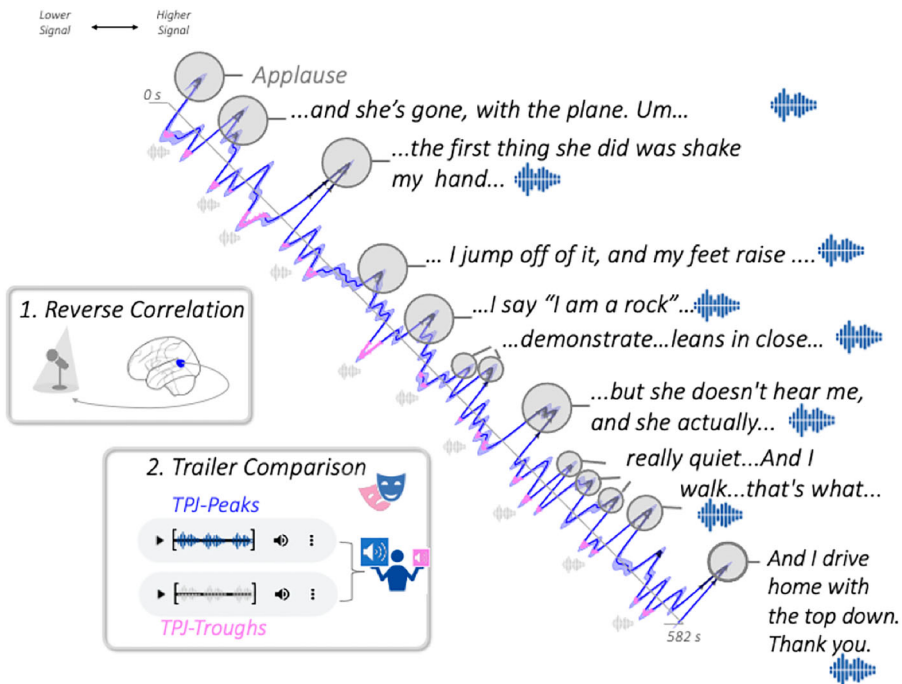 Lower
Signal
Higher
Signal
Applause
0 s
...and she's gone, with the plane. Um...
...the first thing she did was shake
my hand...
... I jump off of it, and my feet raise ....
1. Reverse Correlation
...I say “I am a rock”...
...demonstrate...leans in close...
...but she doesn't hear me,
and she actually...
2. Trailer Comparison
really quiet...And I
walk...that's what...
TPJ-Peaks
TPJ-Troughs
And I drive
home with
the top down.
Thank you.
582 s